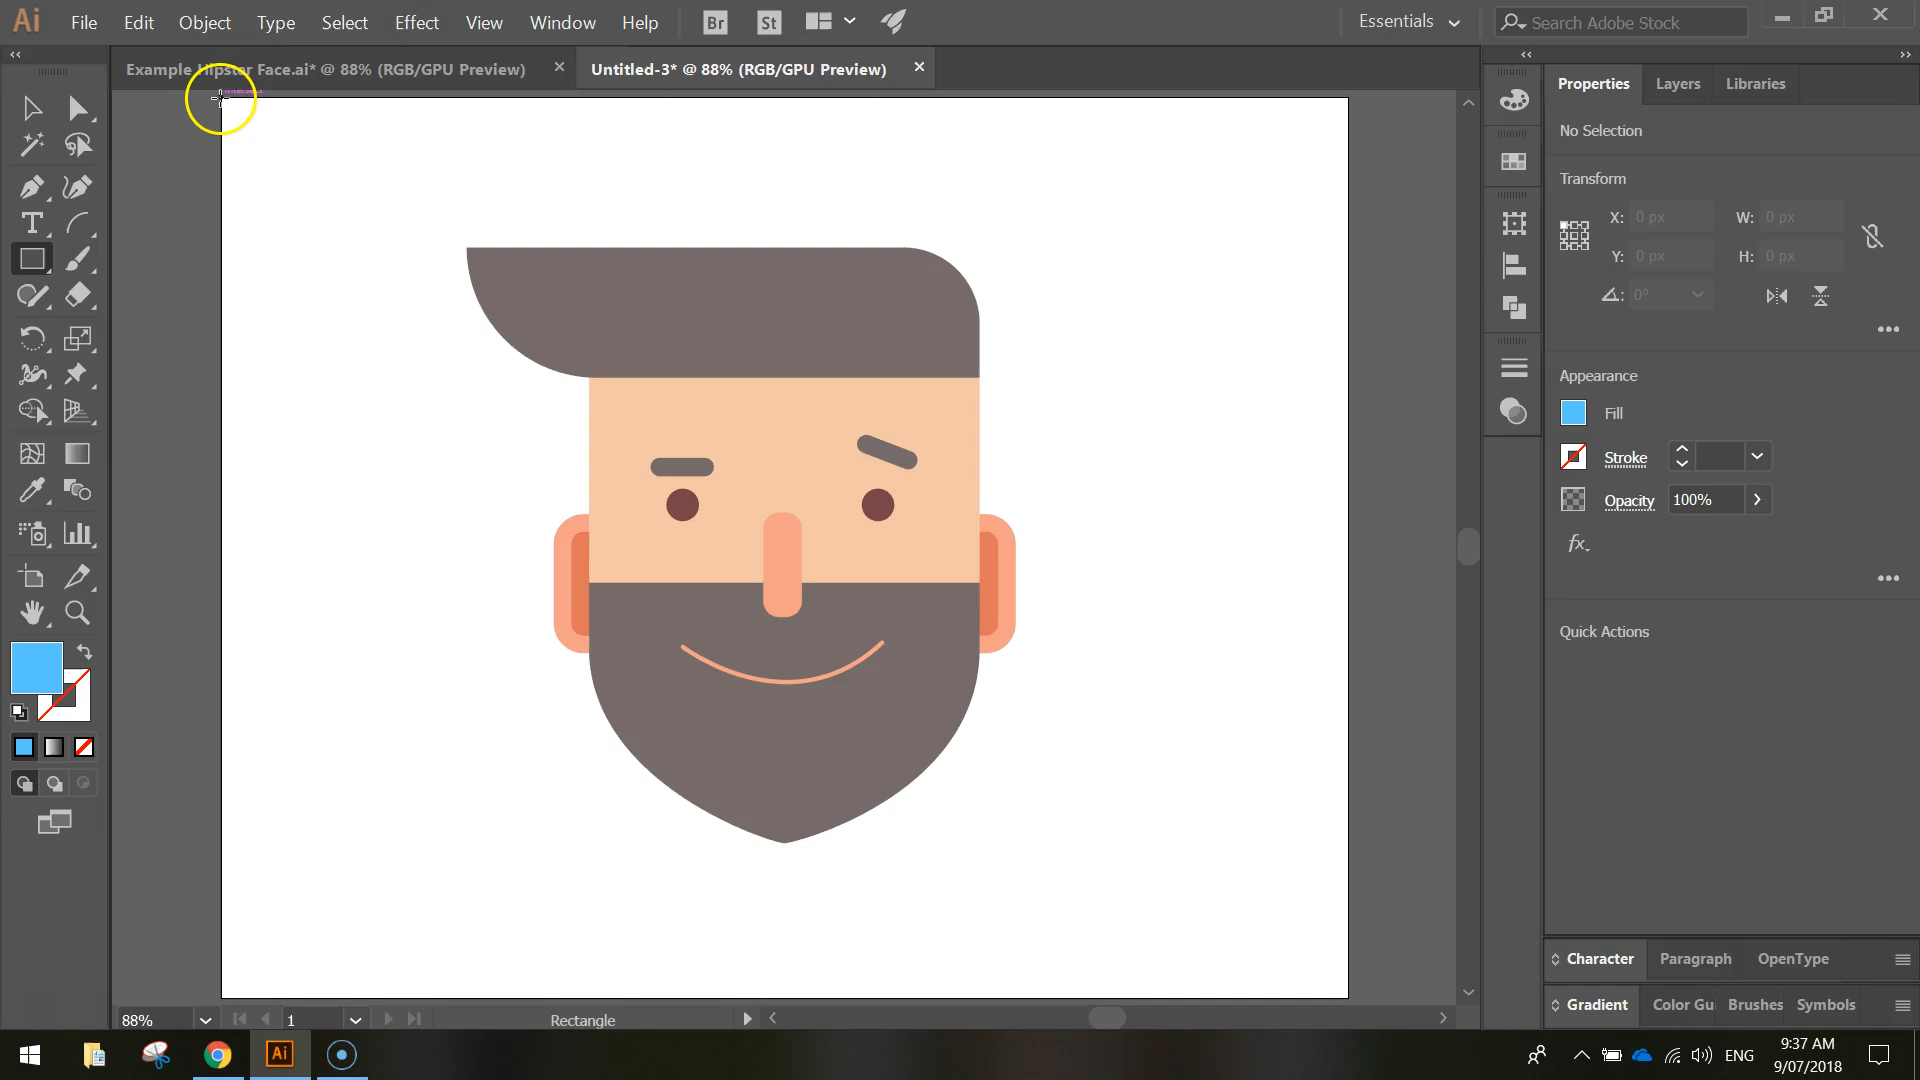 Ai File Edit Object Type Select Effect View Window Help Br St Essentials Search Adobe Stock
Example Hipster Face.ai* @ 88% (RGB/GPU Preview) Untitled-3* @ 88% (RGB/GPU Preview)
intersect
Properties Layers Libraries
No Selection
Transform
X: 0 px W: 0 px
Y: 0 px H: 0 px
0°
Appearance
Fill
Stroke
Opacity 100%
fx
Quick Actions
Character Paragraph OpenType
Gradient Color Gui Brushes Symbols
88% 1 Rectangle
Ai
ENG
9:37 AM
9/07/2018